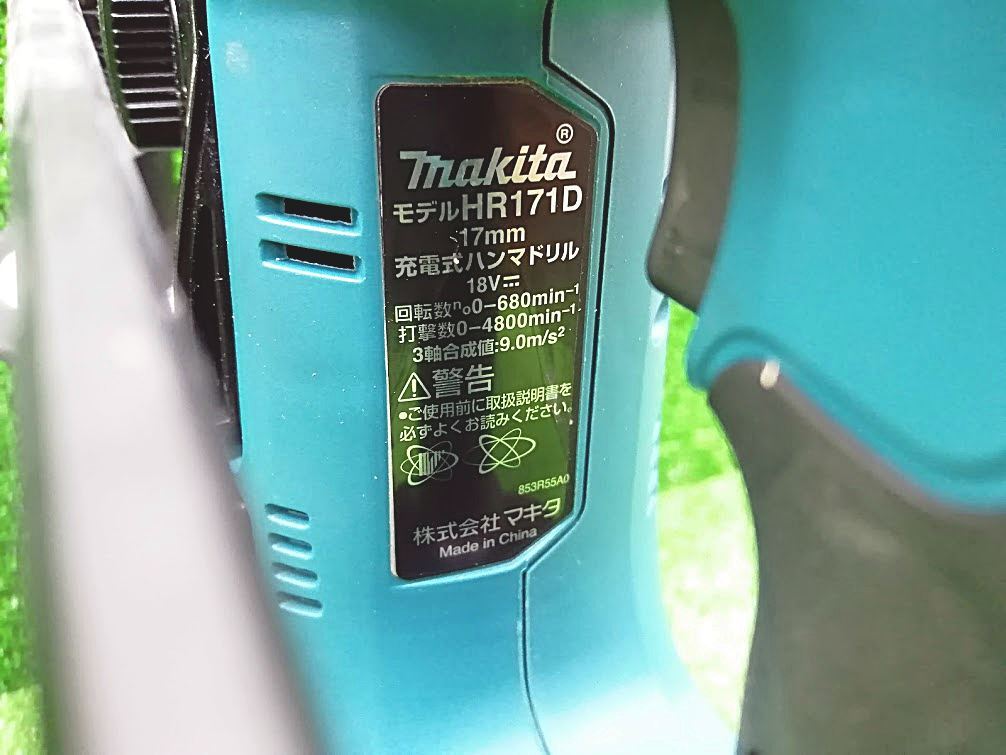 makita®
モデルHR171D
17mm
充電式ハンマドリル
18V⎓
回転数n₀0−680min⁻¹
打撃数0−4800min⁻¹
3軸合成値:9.0m/s²
⚠警告
●ご使用前に取扱説明書を
必ずよくお読みください。
853R55A0
株式会社マキタ
Made in China